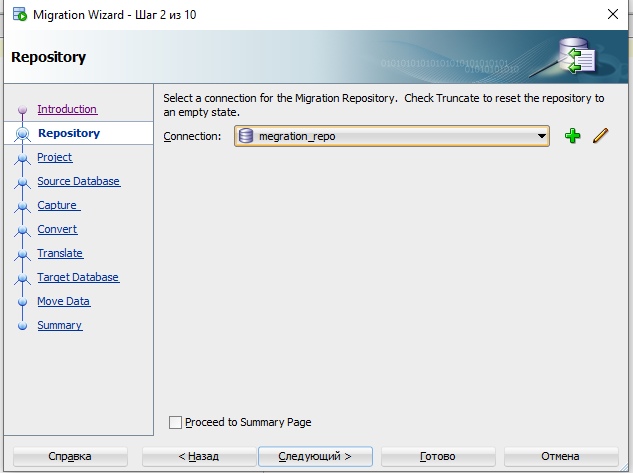 Migration Wizard - Шаг 2 из 10
Repository
010101010101010101010101
01010101010
Introduction
Repository
Project
Source Database
Capture
Convert
Translate
Target Database
Move Data
Summary
Select a connection for the Migration Repository. Check Truncate to reset the repository to
an empty state.
Connection:
megration_repo
Proceed to Summary Page
Справка
< Назад
Следующий >
Готово
Отмена